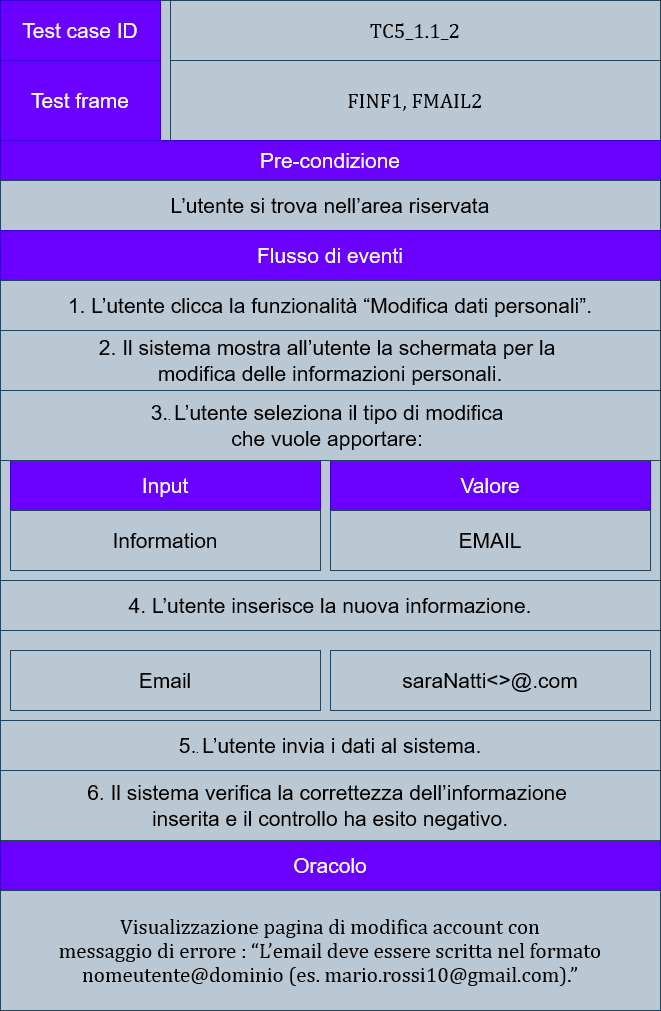 Test case ID
TC5_1.1_2
Test frame
FINF1, FMAIL2
Pre-condizione
L’utente si trova nell’area riservata
Flusso di eventi
1. L’utente clicca la funzionalità “Modifica dati personali”.
2. Il sistema mostra all’utente la schermata per la
modifica delle informazioni personali.
3.. L’utente seleziona il tipo di modifica
che vuole apportare:
Input
Valore
Information
EMAIL
4. L’utente inserisce la nuova informazione.
Email
saraNatti<>@.com
5.. L’utente invia i dati al sistema.
6. Il sistema verifica la correttezza dell’informazione
inserita e il controllo ha esito negativo.
Oracolo
Visualizzazione pagina di modifica account con
messaggio di errore : “L’email deve essere scritta nel formato
nomeutente@dominio (es. mario.rossi10@gmail.com).”